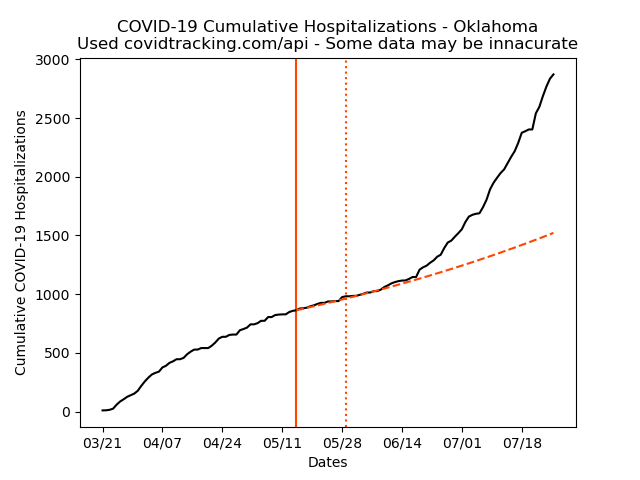 COVID-19 Cumulative Hospitalizations - Oklahoma
Used covidtracking.com/api - Some data may be innacurate
3000
2500
2000
1500
1000
500
0
Cumulative COVID-19 Hospitalizations
03/21 04/07 04/24 05/11 05/28 06/14 07/01 07/18
Dates